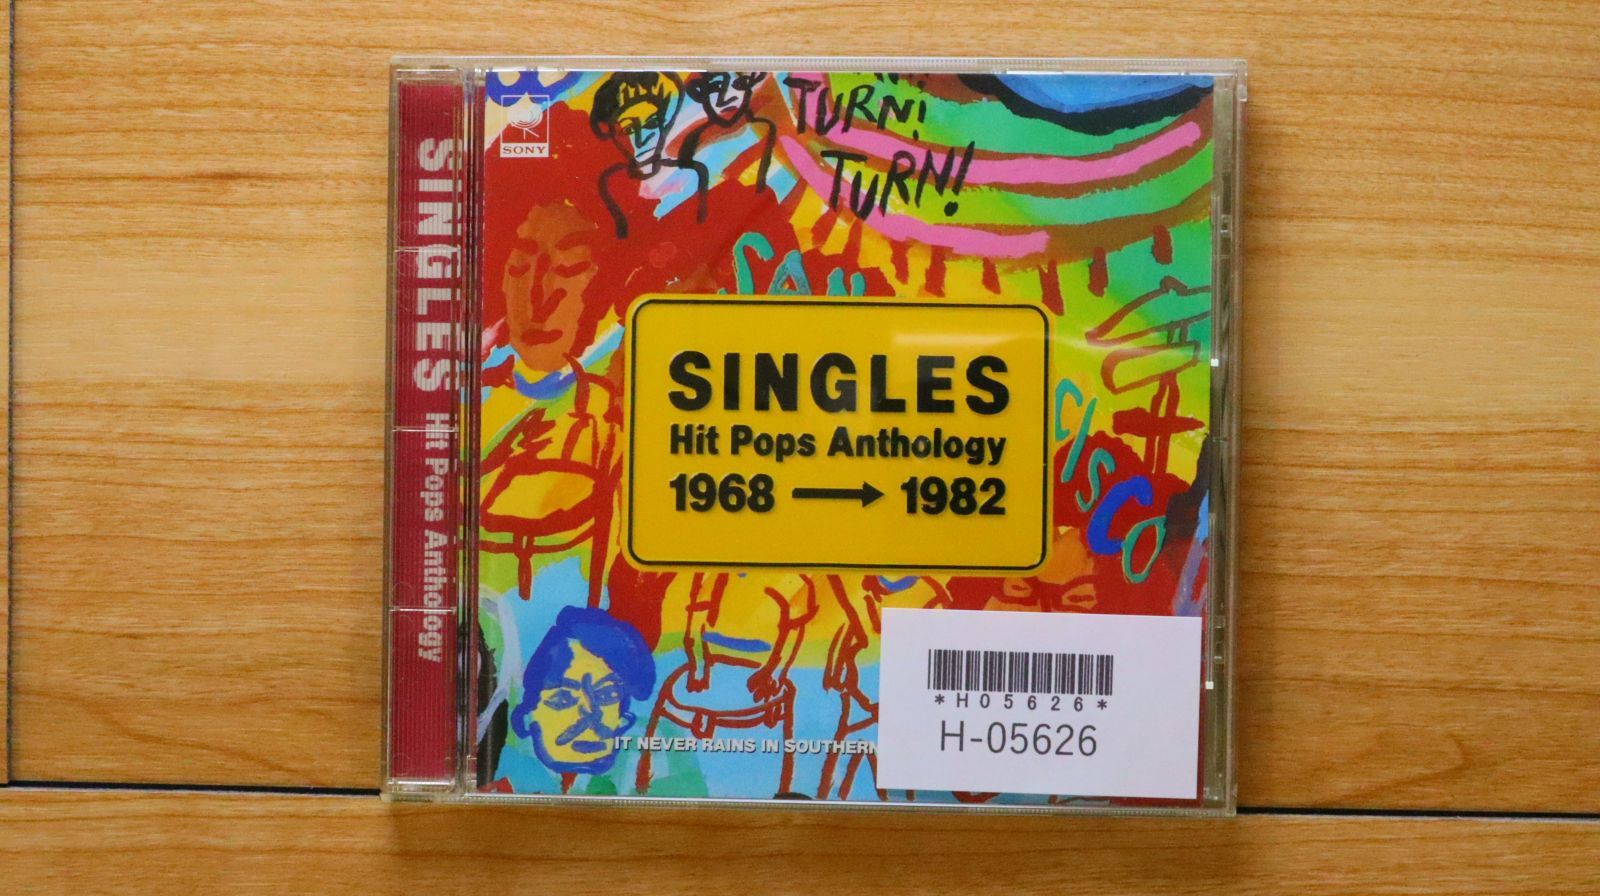 SINGLES Hit Pops Anthology
SONY
TURN!
TURN!
SAN
CISCO
SINGLES
Hit Pops Anthology
1968 → 1982
IT NEVER RAINS IN SOUTHERN
*H05626*
H-05626